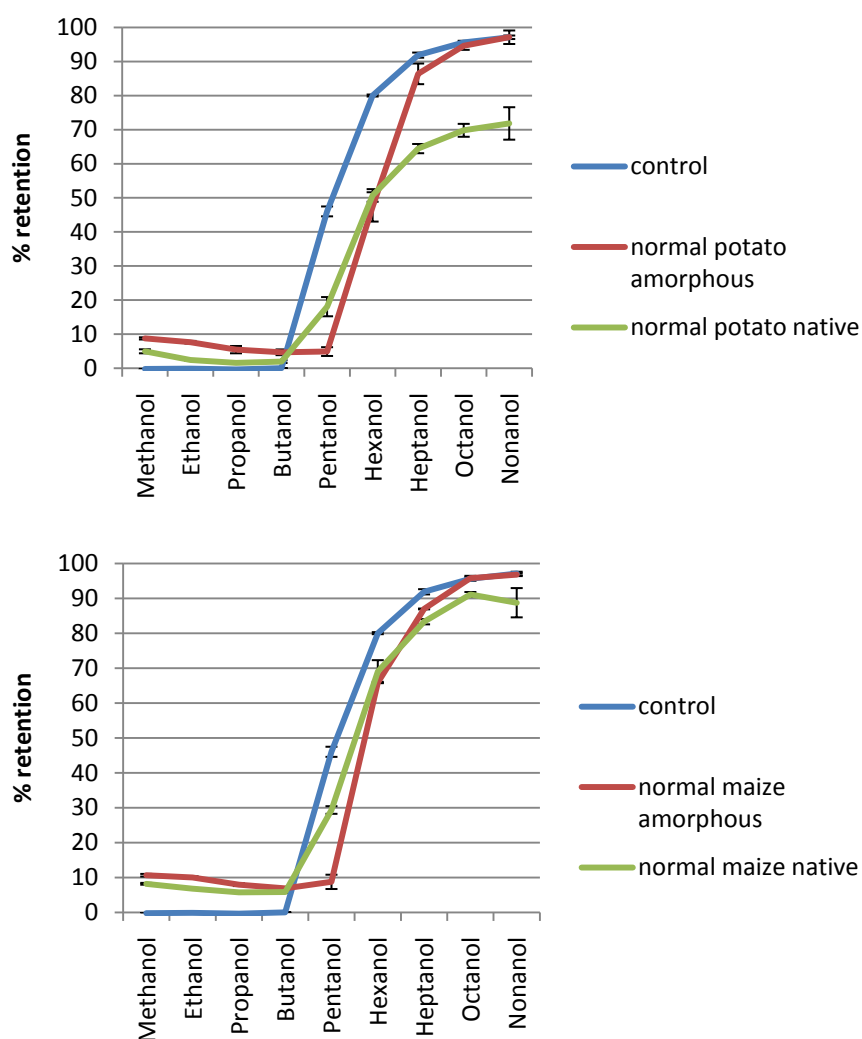 100
90
80
70
60
50
40
30
20
10
0
% retention
Methanol
Ethanol
Propanol
Butanol
Pentanol
Hexanol
Heptanol
Octanol
Nonanol
control
normal potato
amorphous
normal potato native
100
90
80
70
60
50
40
30
20
10
0
% retention
Methanol
Ethanol
Propanol
Butanol
Pentanol
Hexanol
Heptanol
Octanol
Nonanol
control
normal maize
amorphous
normal maize native